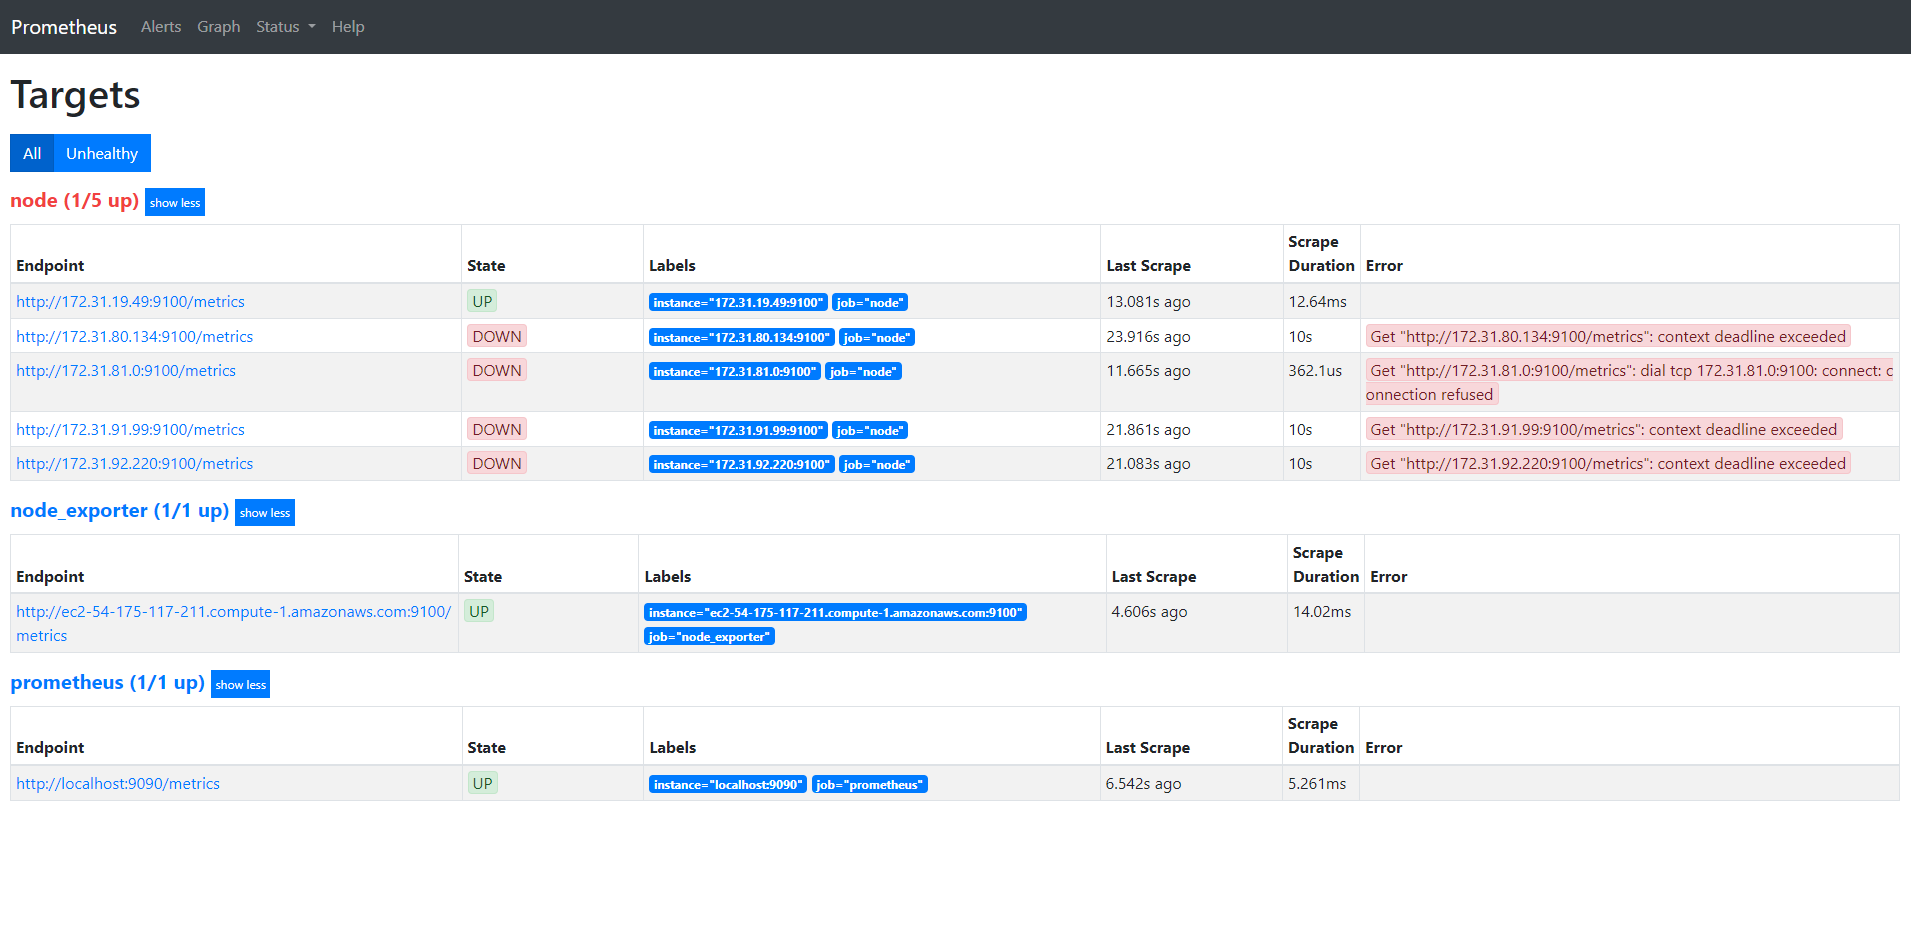 Prometheus Alerts Graph Status Help
Targets
All Unhealthy
node (1/5 up) show less
Endpoint State Labels Last Scrape Scrape Duration Error
http://172.31.19.49:9100/metrics UP instance="172.31.19.49:9100" job="node" 13.081s ago 12.64ms
http://172.31.80.134:9100/metrics DOWN instance="172.31.80.134:9100" job="node" 23.916s ago 10s Get "http://172.31.80.134:9100/metrics": context deadline exceeded
http://172.31.81.0:9100/metrics DOWN instance="172.31.81.0:9100" job="node" 11.665s ago 362.1us Get "http://172.31.81.0:9100/metrics": dial tcp 172.31.81.0:9100: connect: c
onnection refused
http://172.31.91.99:9100/metrics DOWN instance="172.31.91.99:9100" job="node" 21.861s ago 10s Get "http://172.31.91.99:9100/metrics": context deadline exceeded
http://172.31.92.220:9100/metrics DOWN instance="172.31.92.220:9100" job="node" 21.083s ago 10s Get "http://172.31.92.220:9100/metrics": context deadline exceeded
node_exporter (1/1 up) show less
Endpoint State Labels Last Scrape Scrape Duration Error
http://ec2-54-175-117-211.compute-1.amazonaws.com:9100/ UP instance="ec2-54-175-117-211.compute-1.amazonaws.com:9100" 4.606s ago 14.02ms
metrics job="node_exporter"
prometheus (1/1 up) show less
Endpoint State Labels Last Scrape Scrape Duration Error
http://localhost:9090/metrics UP instance="localhost:9090" job="prometheus" 6.542s ago 5.261ms